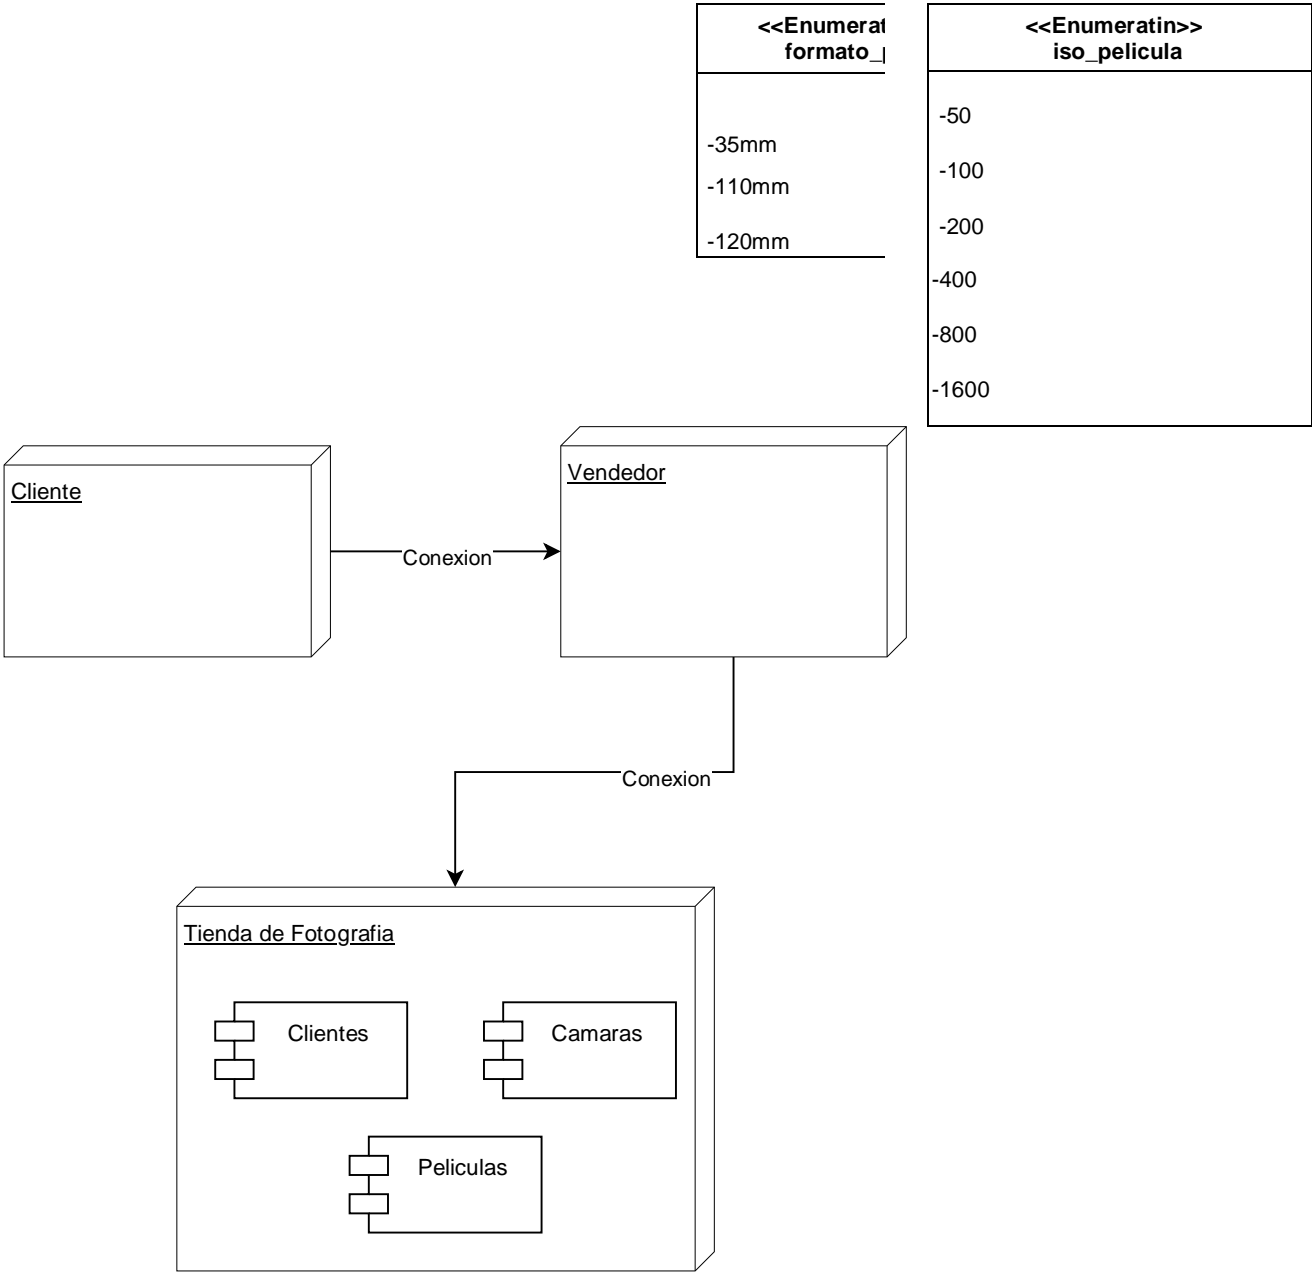 <<Enumerat
formato_
-35mm
-110mm
-120mm
<<Enumeratin>>
iso_pelicula
-50
-100
-200
-400
-800
-1600
Cliente
Conexion
Vendedor
Conexion
Tienda de Fotografia
Clientes
Camaras
Peliculas